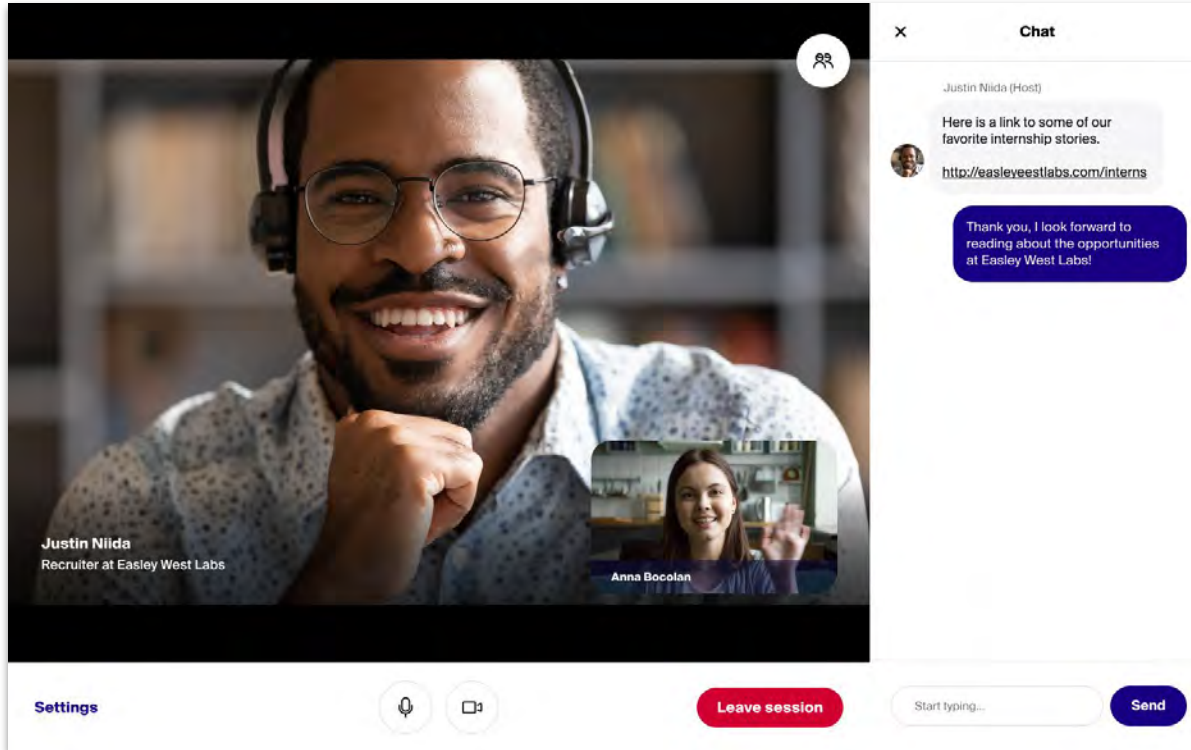 Chat
Justin Niida (Host)
Here is a link to some of our
favorite internship stories.
http://easleyeestlabs.com/interns
Thank you, I look forward to
reading about the opportunities
at Easley West Labs!
Justin Niida
Recruiter at Easley West Labs
Anna Bocolan
Settings
Leave session
Start typing...
Send